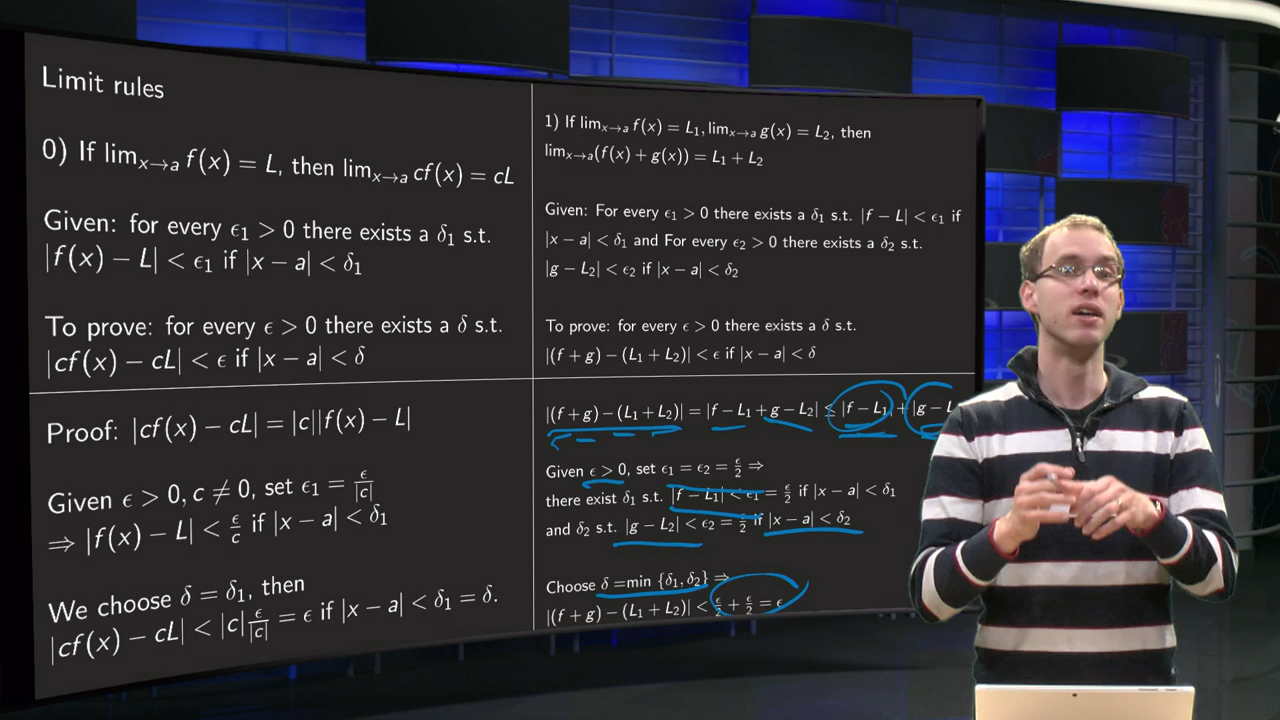 Limit rules
0) If lim_{x→a} f(x) = L, then lim_{x→a} cf(x) = cL
Given: for every ϵ₁ > 0 there exists a δ₁ s.t.
|f(x) − L| < ϵ₁ if |x − a| < δ₁
To prove: for every ϵ > 0 there exists a δ s.t.
|cf(x) − cL| < ϵ if |x − a| < δ
Proof: |cf(x) − cL| = |c||f(x) − L|
Given ϵ > 0, c ≠ 0, set ϵ₁ = ϵ/|c|
⇒ |f(x) − L| < ϵ/c if |x − a| < δ₁
We choose δ = δ₁, then
|cf(x) − cL| < |c| ϵ/|c| = ϵ if |x − a| < δ₁ = δ.
1) If lim_{x→a} f(x) = L₁, lim_{x→a} g(x) = L₂, then
lim_{x→a}(f(x) + g(x)) = L₁ + L₂
Given: For every ϵ₁ > 0 there exists a δ₁ s.t. |f − L| < ϵ₁ if
|x − a| < δ₁ and For every ϵ₂ > 0 there exists a δ₂ s.t.
|g − L₂| < ϵ₂ if |x − a| < δ₂
To prove: for every ϵ > 0 there exists a δ s.t.
|(f + g) − (L₁ + L₂)| < ϵ if |x − a| < δ
|(f + g) − (L₁ + L₂)| = |f − L₁ + g − L₂| ≤ |f − L₁| + |g − L
Given ϵ > 0, set ϵ₁ = ϵ₂ = ϵ/2 ⇒
there exist δ₁ s.t. |f − L₁| < ϵ₁ = ϵ/2 if |x − a| < δ₁
and δ₂ s.t. |g − L₂| < ϵ₂ = ϵ/2 if |x − a| < δ₂
Choose δ =min {δ₁, δ₂} ⇒
|(f + g) − (L₁ + L₂)| < ϵ/2 + ϵ/2 = ϵ